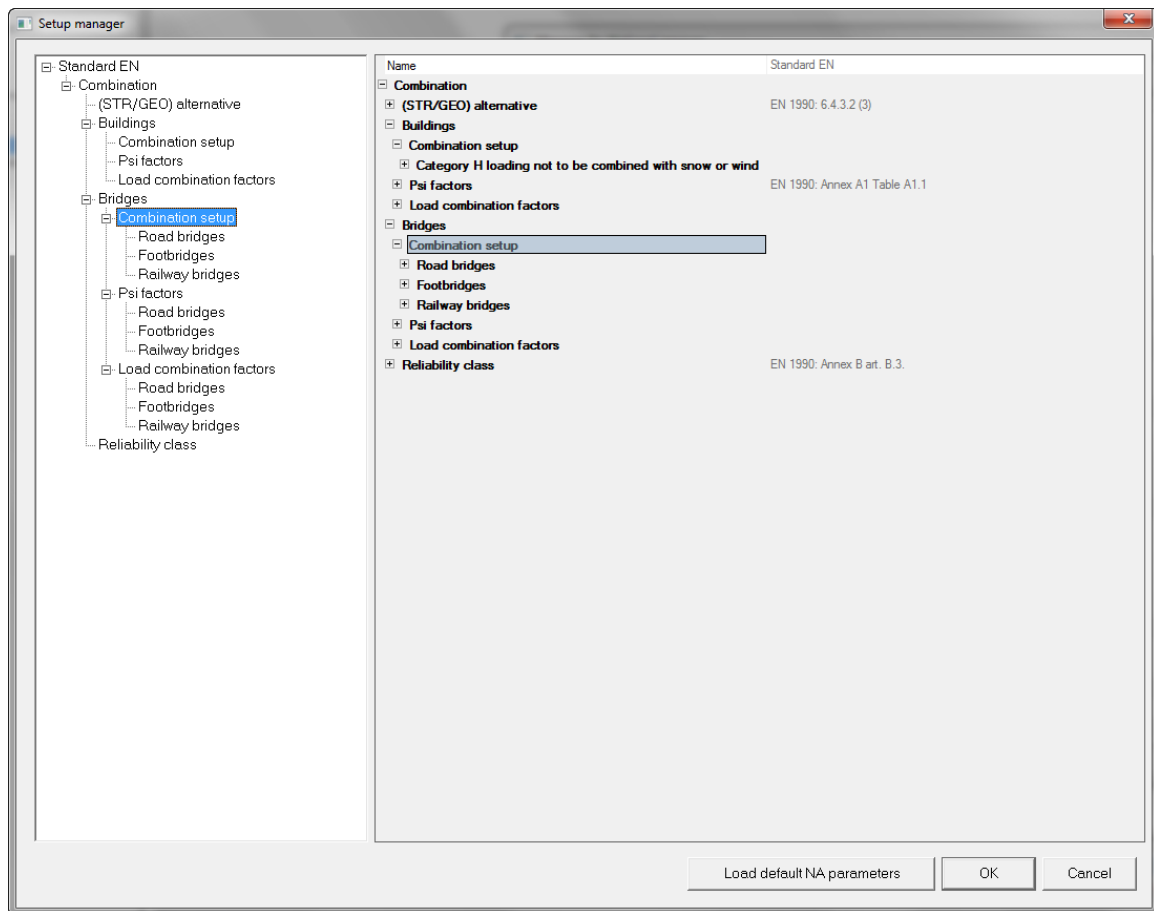 Setup manager
Standard EN
Combination
(STR/GEO) alternative
Buildings
Combination setup
Psi factors
Load combination factors
Bridges
Combination setup
Road bridges
Footbridges
Railway bridges
Psi factors
Road bridges
Footbridges
Railway bridges
Load combination factors
Road bridges
Footbridges
Railway bridges
Reliability class
Name Standard EN
Combination
(STR/GEO) alternative EN 1990: 6.4.3.2 (3)
Buildings
Combination setup
Category H loading not to be combined with snow or wind
Psi factors EN 1990: Annex A1 Table A1.1
Load combination factors
Bridges
Combination setup
Road bridges
Footbridges
Railway bridges
Psi factors
Load combination factors
Reliability class EN 1990: Annex B art. B.3.
Load default NA parameters OK Cancel